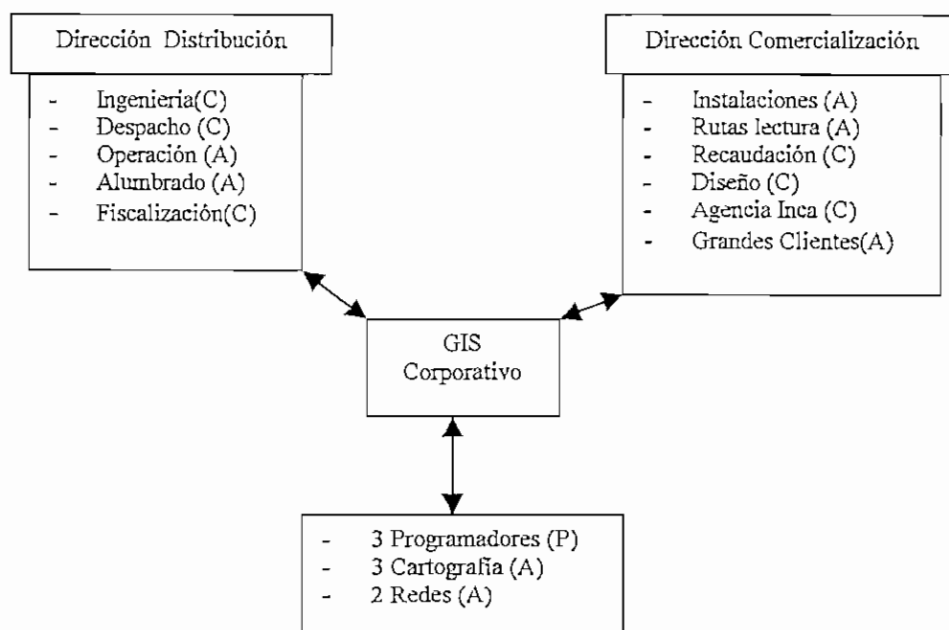 Dirección Distribución
- Ingenieria(C)
- Despacho (C)
- Operación (A)
- Alumbrado (A)
- Fiscalización(C)
Dirección Comercialización
- Instalaciones (A)
- Rutas lectura (A)
- Recaudación (C)
- Diseño (C)
- Agencia Inca (C)
- Grandes Clientes(A)
GIS
Corporativo
- 3 Programadores (P)
- 3 Cartografía (A)
- 2 Redes (A)